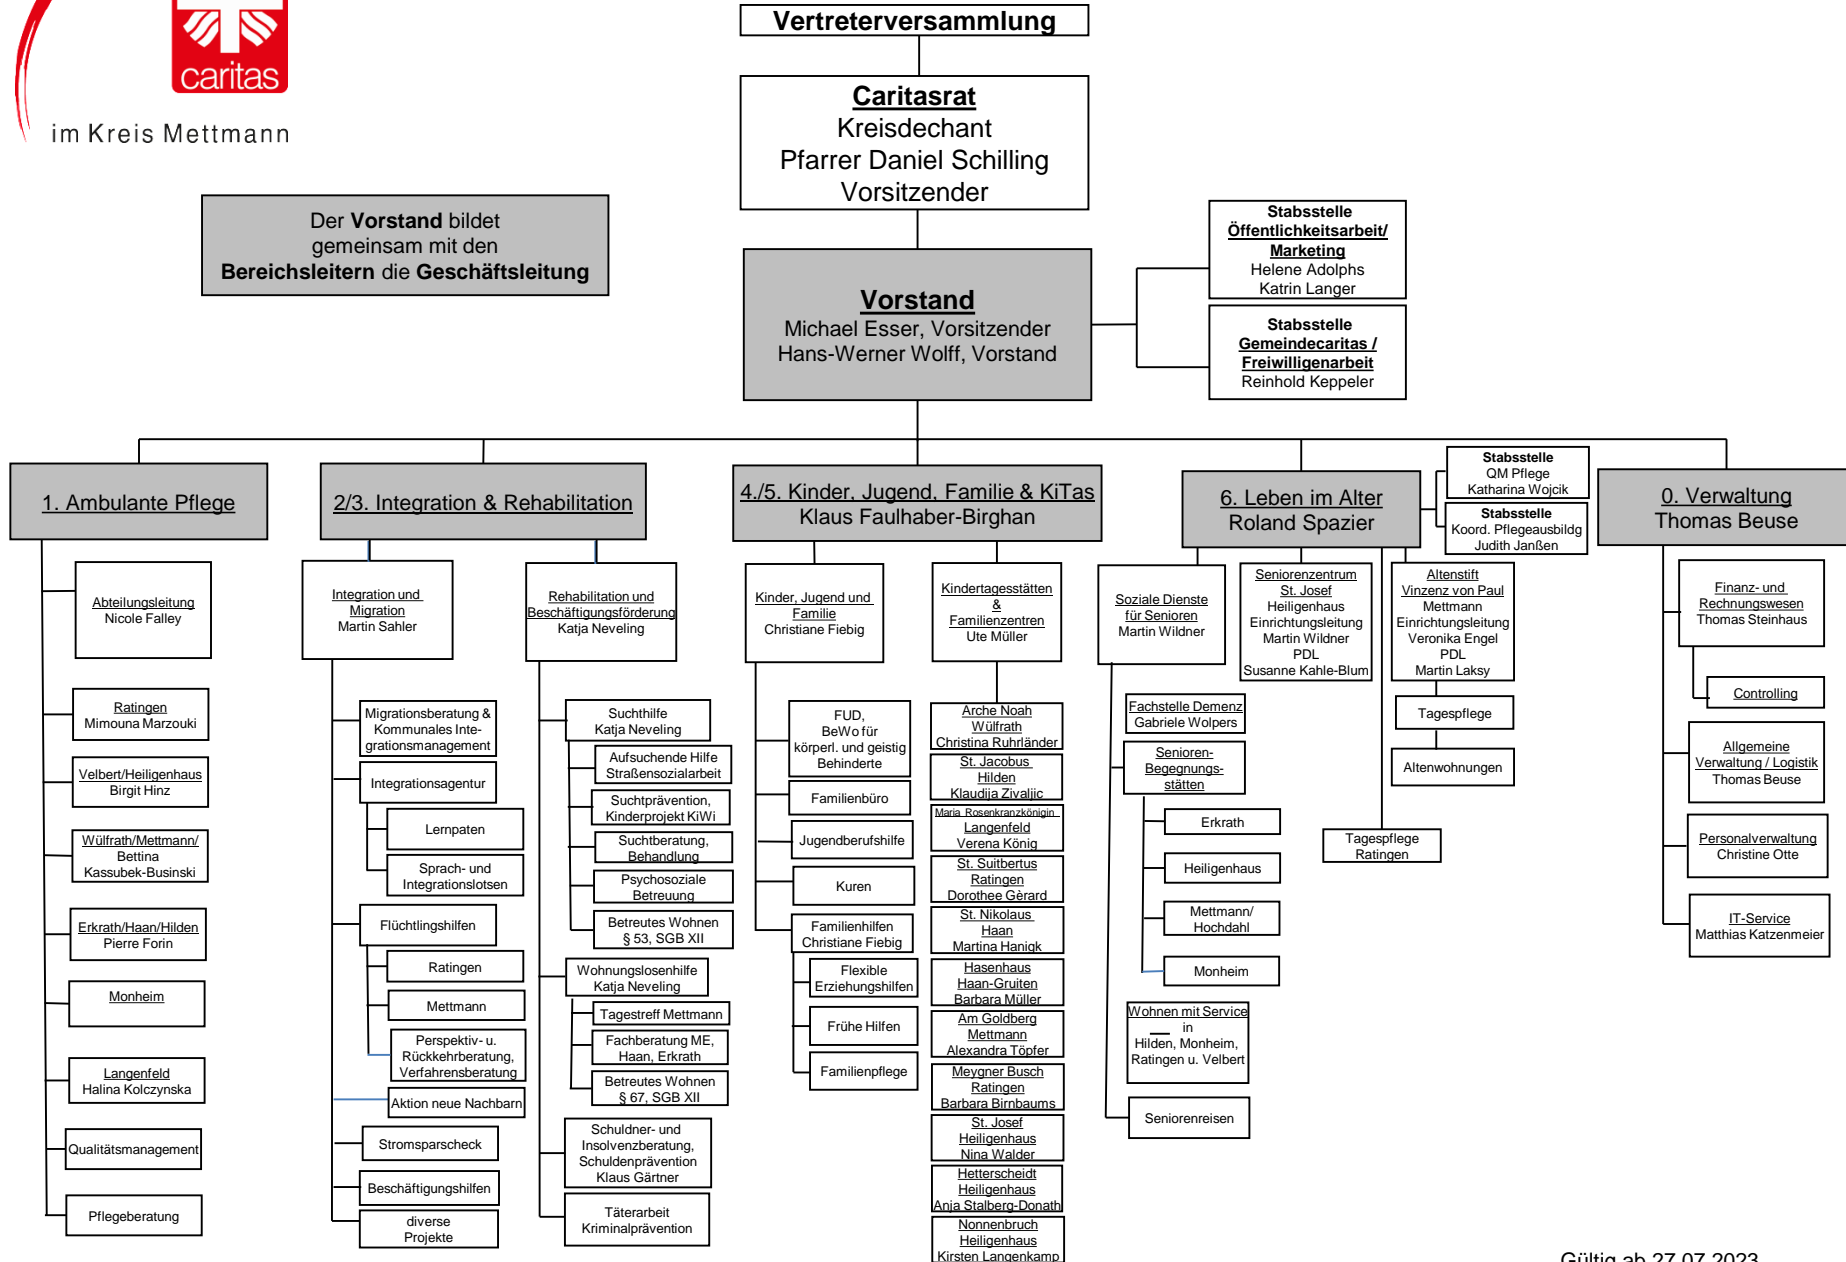 caritas
im Kreis Mettmann
Vertreterversammlung
Caritasrat
Kreisdechant
Pfarrer Daniel Schilling
Vorsitzender
Der Vorstand bildet
gemeinsam mit den
Bereichsleitern die Geschäftsleitung
Vorstand
Michael Esser, Vorsitzender
Hans-Werner Wolff, Vorstand
Stabsstelle
Öffentlichkeitsarbeit/
Marketing
Helene Adolphs
Katrin Langer
Stabsstelle
Gemeindecaritas /
Freiwilligenarbeit
Reinhold Keppeler
1. Ambulante Pflege
Abteilungsleitung
Nicole Falley
Ratingen
Mimouna Marzouki
Velbert/Heiligenhaus
Birgit Hinz
Wülfrath/Mettmann/
Bettina
Kassubek-Businski
Erkrath/Haan/Hilden
Pierre Forin
Monheim
Langenfeld
Halina Kolczynska
Qualitätsmanagement
Pflegeberatung
2/3. Integration & Rehabilitation
Integration und
Migration
Martin Sahler
Migrationsberatung &
Kommunales Inte-
grationsmanagement
Integrationsagentur
Lernpaten
Sprach- und
Integrationslotsen
Flüchtlingshilfen
Ratingen
Mettmann
Perspektiv- u.
Rückkehrberatung,
Verfahrensberatung
Aktion neue Nachbarn
Stromsparscheck
Beschäftigungshilfen
diverse
Projekte
Rehabilitation und
Beschäftigungsförderung
Katja Neveling
Suchthilfe
Katja Neveling
Aufsuchende Hilfe
Straßensozialarbeit
Suchtprävention,
Kinderprojekt KiWi
Suchtberatung,
Behandlung
Psychosoziale
Betreuung
Betreutes Wohnen
§ 53, SGB XII
Wohnungslosenhilfe
Katja Neveling
Tagestreff Mettmann
Fachberatung ME,
Haan, Erkrath
Betreutes Wohnen
§ 67, SGB XII
Schuldner- und
Insolvenzberatung,
Schuldenprävention
Klaus Gärtner
Täterarbeit
Kriminalprävention
4./5. Kinder, Jugend, Familie & KiTas
Klaus Faulhaber-Birghan
Kinder, Jugend und
Familie
Christiane Fiebig
FUD,
BeWo für
körperl. und geistig
Behinderte
Familienbüro
Jugendberufshilfe
Kuren
Familienhilfen
Christiane Fiebig
Flexible
Erziehungshilfen
Frühe Hilfen
Familienpflege
Kindertagesstätten
&
Familienzentren
Ute Müller
Arche Noah
Wülfrath
Christina Ruhrländer
St. Jacobus
Hilden
Klaudija Zivaljic
Maria Rosenkranzkönigin
Langenfeld
Verena König
St. Suitbertus
Ratingen
Dorothee Gèrard
St. Nikolaus
Haan
Martina Hanigk
Hasenhaus
Haan-Gruiten
Barbara Müller
Am Goldberg
Mettmann
Alexandra Töpfer
Meygner Busch
Ratingen
Barbara Birnbaums
St. Josef
Heiligenhaus
Nina Walder
Hetterscheidt
Heiligenhaus
Anja Stalberg-Donath
Nonnenbruch
Heiligenhaus
Kirsten Langenkamp
6. Leben im Alter
Roland Spazier
Stabsstelle
QM Pflege
Katharina Wojcik
Stabsstelle
Koord. Pflegeausbildg
Judith Janßen
Soziale Dienste
für Senioren
Martin Wildner
Fachstelle Demenz
Gabriele Wolpers
Senioren-
Begegnungs-
stätten
Erkrath
Heiligenhaus
Mettmann/
Hochdahl
Monheim
Wohnen mit Service
in
Hilden, Monheim,
Ratingen u. Velbert
Seniorenreisen
Seniorenzentrum
St. Josef
Heiligenhaus
Einrichtungsleitung
Martin Wildner
PDL
Susanne Kahle-Blum
Tagespflege
Ratingen
Altenstift
Vinzenz von Paul
Mettmann
Einrichtungsleitung
Veronika Engel
PDL
Martin Laksy
Tagespflege
Altenwohnungen
0. Verwaltung
Thomas Beuse
Finanz- und
Rechnungswesen
Thomas Steinhaus
Controlling
Allgemeine
Verwaltung / Logistik
Thomas Beuse
Personalverwaltung
Christine Otte
IT-Service
Matthias Katzenmeier
Gültig ab 27.07.2023